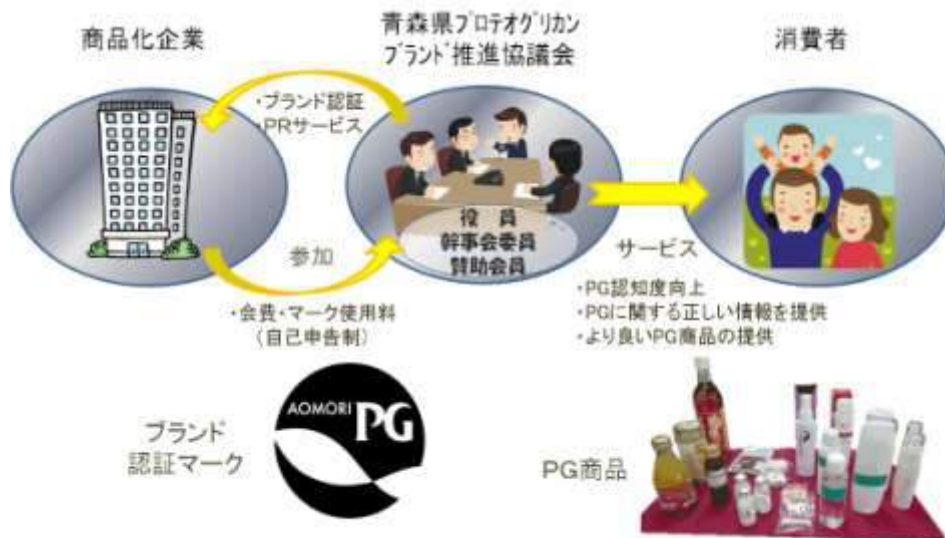 商品化企業
青森県プロテオグリカン
ブランド推進協議会
消費者
・ブランド認証
・PRサービス
役 員
幹事会委員
賛助会員
参加
サービス
・会費・マーク使用料
(自己申告制)
・PG認知度向上
・PGに関する正しい情報を提供
・より良いPG商品の提供
ブランド
認証マーク
AOMORI
PG
PG商品